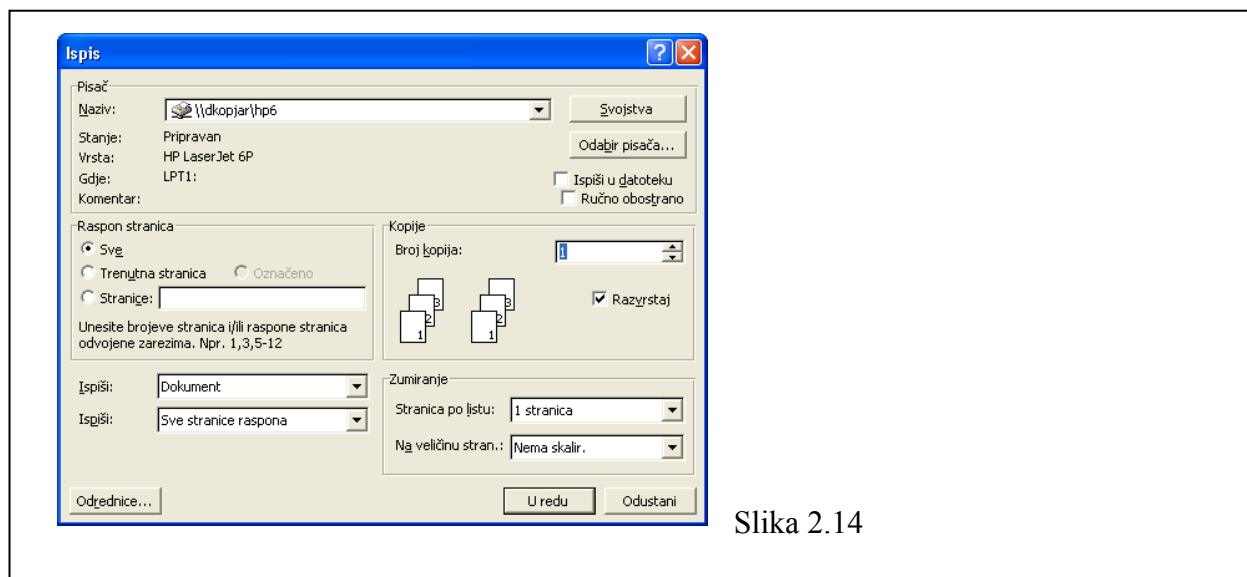 Ispis
Pisač
Naziv: \\dkopjar\hp6 Svojstva
Stanje: Pripravan
Vrsta: HP LaserJet 6P Odabir pisača...
Gdje: LPT1: Ispiši u datoteku
Komentar: Ručno obostrano
Raspon stranica
Sve
Trenutna stranica Označeno
Stranice:
Unesite brojeve stranica i/ili raspone stranica
odvojene zarezima. Npr. 1,3,5-12
Kopije
Broj kopija: 1
3 3
2 2
1 1
Razvrstaj
Ispiši: Dokument
Ispiši: Sve stranice raspona
Zumiranje
Stranica po listu: 1 stranica
Na veličinu stran.: Nema skalir.
Odrednice... U redu Odustani
Slika 2.14